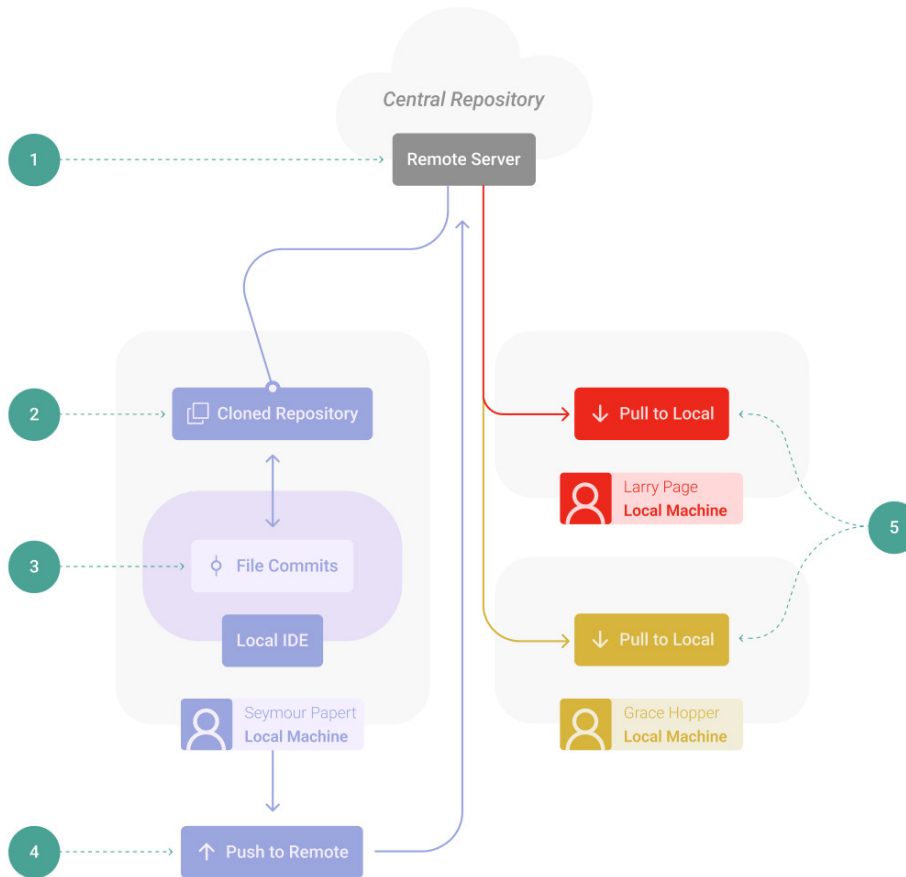 Central Repository
1
Remote Server
2
Cloned Repository
Pull to Local
Larry Page
Local Machine
5
3
File Commits
Local IDE
Pull to Local
Seymour Papert
Local Machine
Grace Hopper
Local Machine
4
Push to Remote